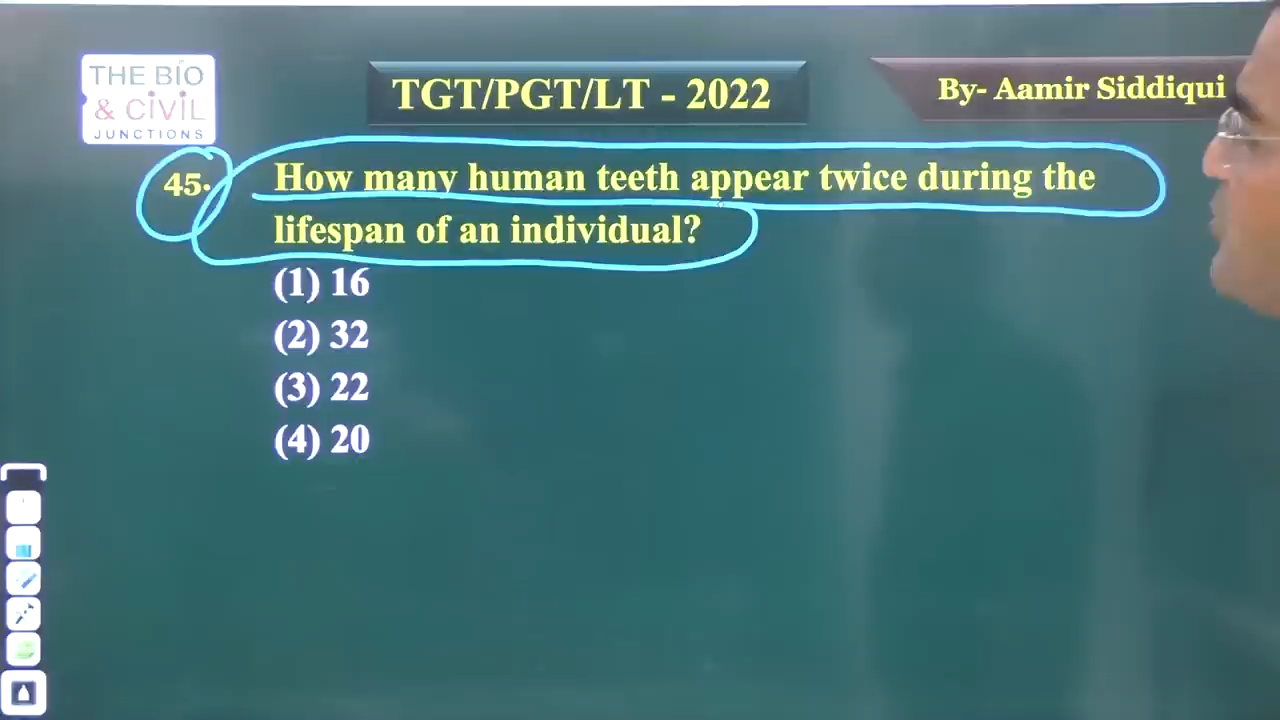 THE BIO
& CIVIL
JUNCTIONS
TGT/PGT/LT - 2022
By- Aamir Siddiqui
45. How many human teeth appear twice during the
lifespan of an individual?
(1) 16
(2) 32
(3) 22
(4) 20